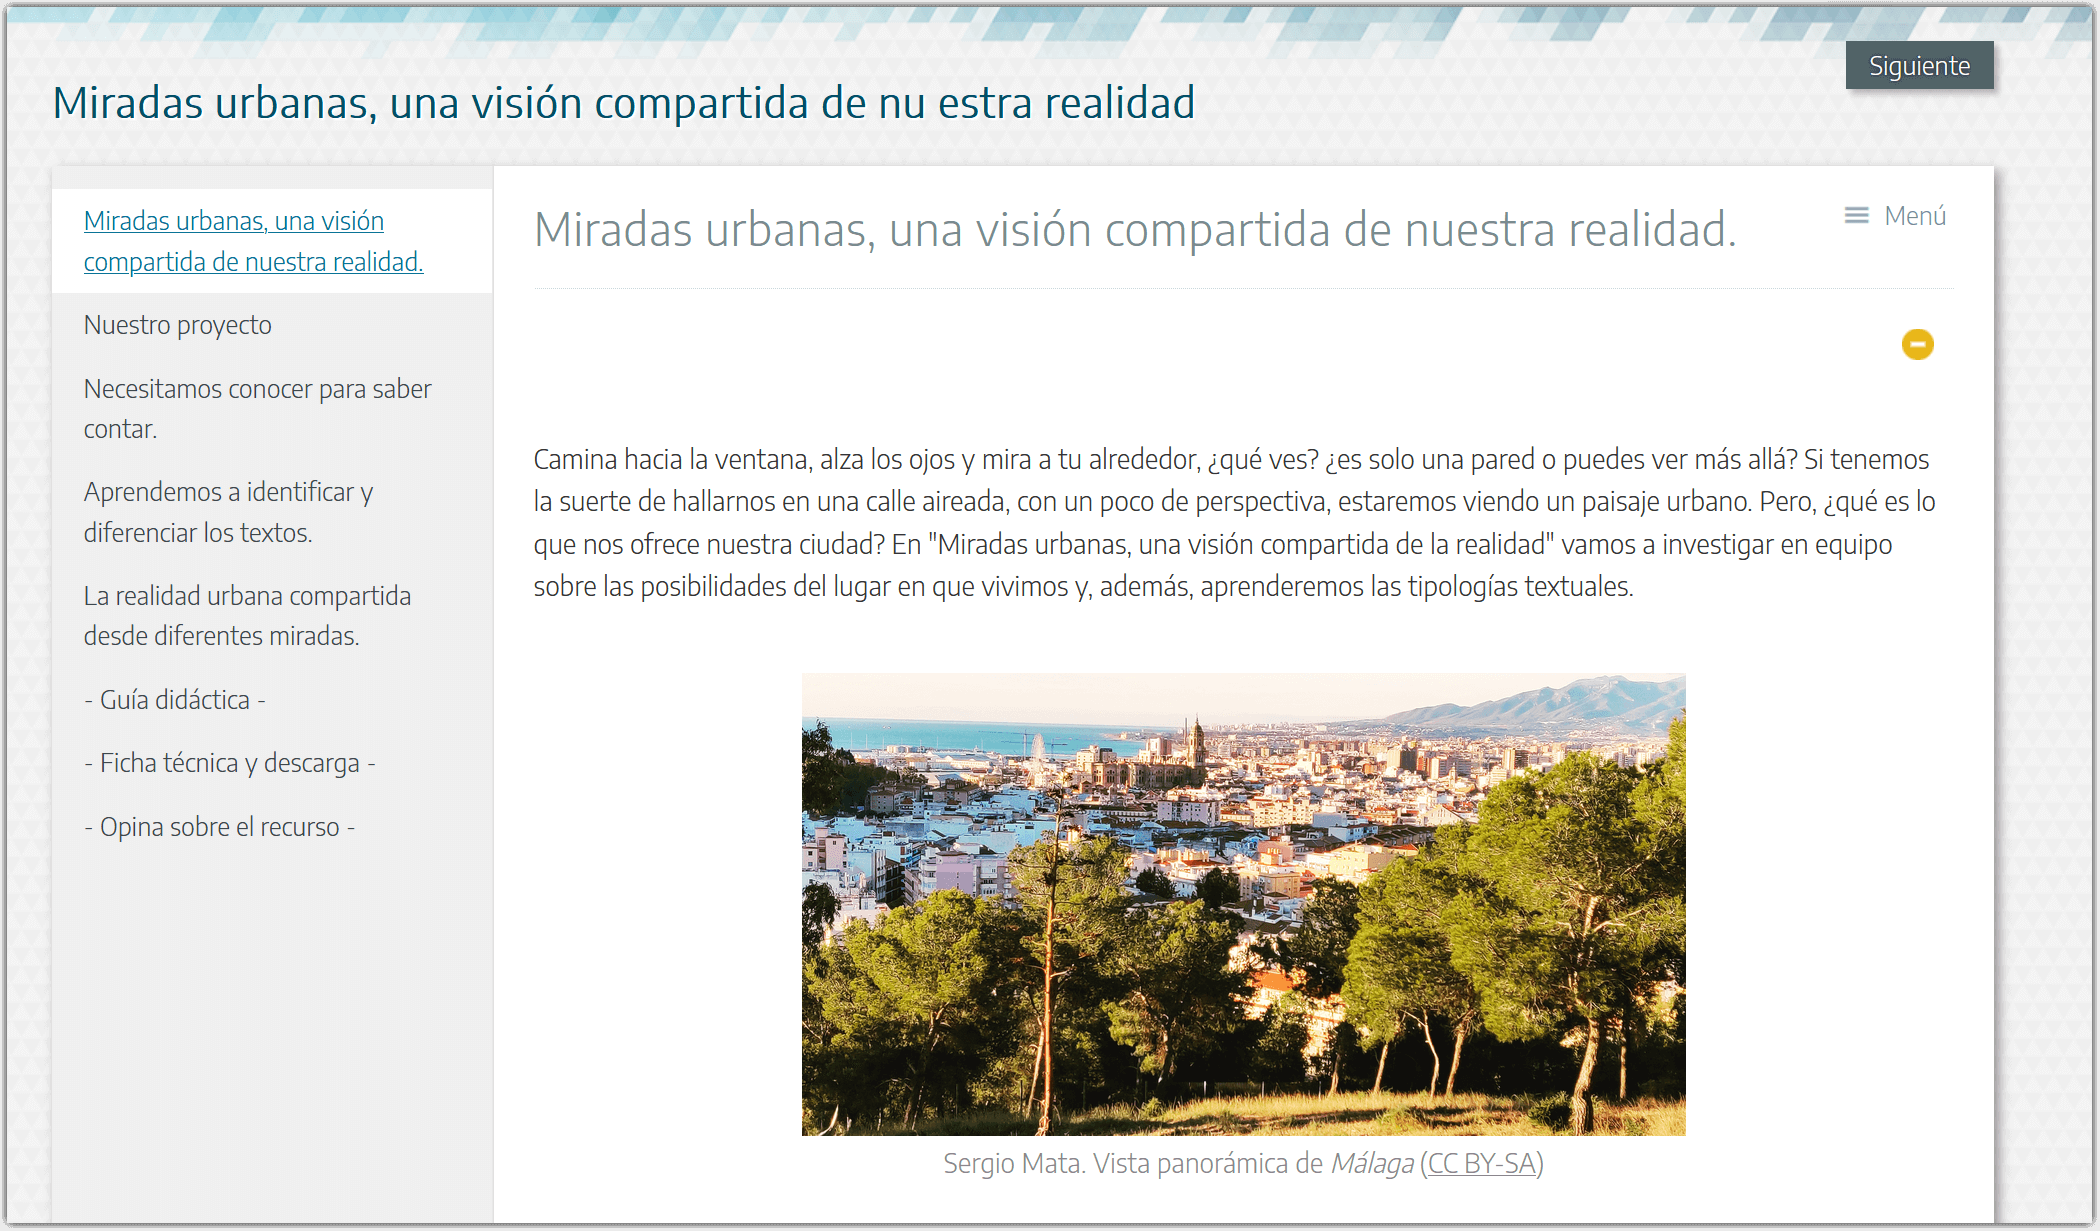 Siguiente
Miradas urbanas, una visión compartida de nu estra realidad
Miradas urbanas, una visión
compartida de nuestra realidad.
Nuestro proyecto
Necesitamos conocer para saber
contar.
Aprendemos a identificar y
diferenciar los textos.
La realidad urbana compartida
desde diferentes miradas.
- Guía didáctica -
- Ficha técnica y descarga -
- Opina sobre el recurso -
Miradas urbanas, una visión compartida de nuestra realidad.
Menú
Camina hacia la ventana, alza los ojos y mira a tu alrededor, ¿qué ves? ¿es solo una pared o puedes ver más allá? Si tenemos
la suerte de hallarnos en una calle aireada, con un poco de perspectiva, estaremos viendo un paisaje urbano. Pero, ¿qué es lo
que nos ofrece nuestra ciudad? En "Miradas urbanas, una visión compartida de la realidad" vamos a investigar en equipo
sobre las posibilidades del lugar en que vivimos y, además, aprenderemos las tipologías textuales.
Sergio Mata. Vista panorámica de Málaga (CC BY-SA)